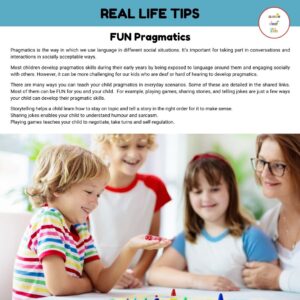 REAL LIFE TIPS
FUN Pragmatics
Pragmatics is the way in which we use language in different social situations. It's important for taking part in conversations and
interactions in socially acceptable ways.
Most children develop pragmatics skills during their early years by being exposed to language around them and engaging socially
with others. However, it can be more challenging for our kids who are deaf or hard of hearing to develop pragmatics.
There are many ways you can teach your child pragmatics in everyday scenarios. Some of these are detailed in the shared links.
Most of them can be FUN for you and your child. For example, playing games, sharing stories, and telling jokes are just a few ways
your child can develop their pragmatic skills.
Storytelling helps a child learn how to stay on topic and tell a story in the right order for it to make sense.
Sharing jokes enables your child to understand humour and sarcasm.
Playing games teaches your child to negotiate, take turns and self-regulation.